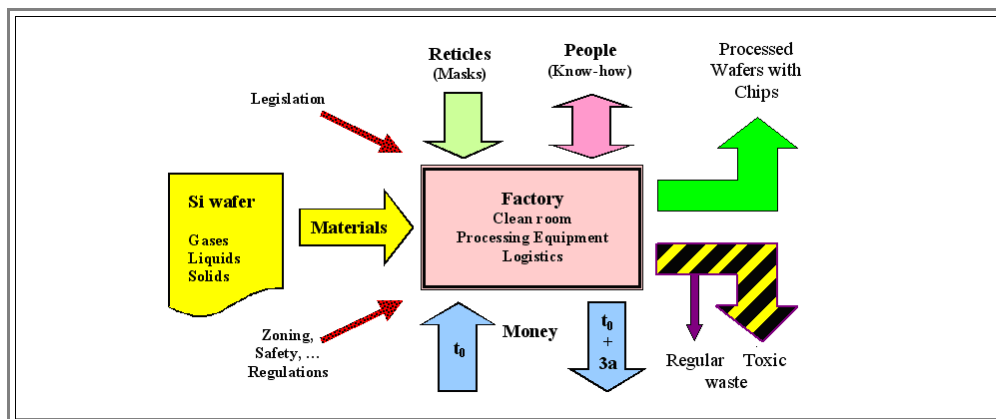 Reticles
(Masks)
People
(Know-how)
Processed
Wafers with
Chips
Legislation
Si wafer
Gases
Liquids
Solids
Materials
Factory
Clean room
Processing Equipment
Logistics
Zoning,
Safety, ...
Regulations
t₀
Money
t₀
+
3a
Regular Toxic
waste